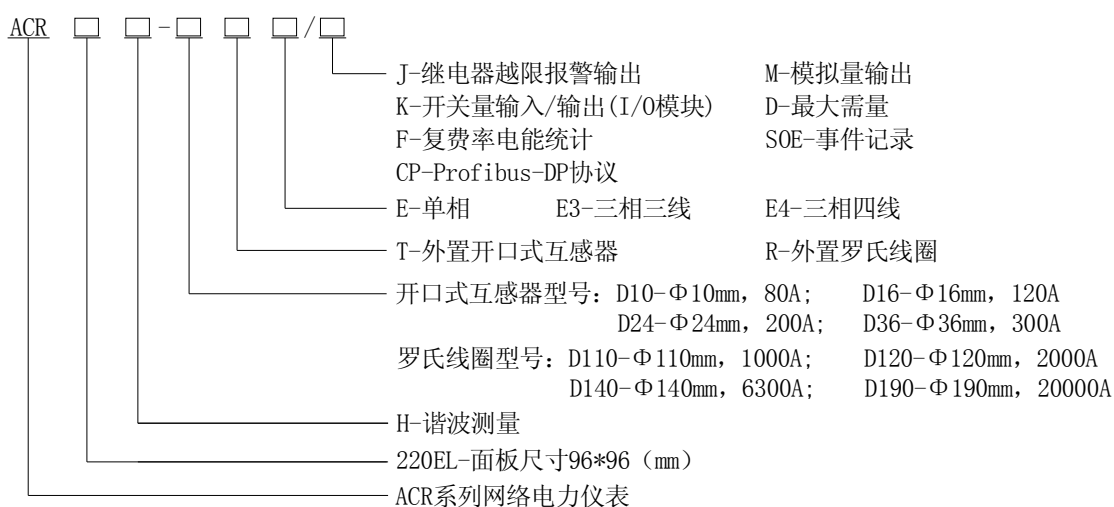 ACR □ □-□ □ □/□
J-继电器越限报警输出 M-模拟量输出
K-开关量输入/输出(I/O模块) D-最大需量
F-复费率电能统计 SOE-事件记录
CP-Profibus-DP协议
E-单相 E3-三相三线 E4-三相四线
T-外置开口式互感器 R-外置罗氏线圈
开口式互感器型号：D10-Φ10mm，80A; D16-Φ16mm，120A
D24-Φ24mm，200A; D36-Φ36mm，300A
罗氏线圈型号：D110-Φ110mm，1000A; D120-Φ120mm，2000A
D140-Φ140mm，6300A; D190-Φ190mm，20000A
H-谐波测量
220EL-面板尺寸96*96（mm）
ACR系列网络电力仪表